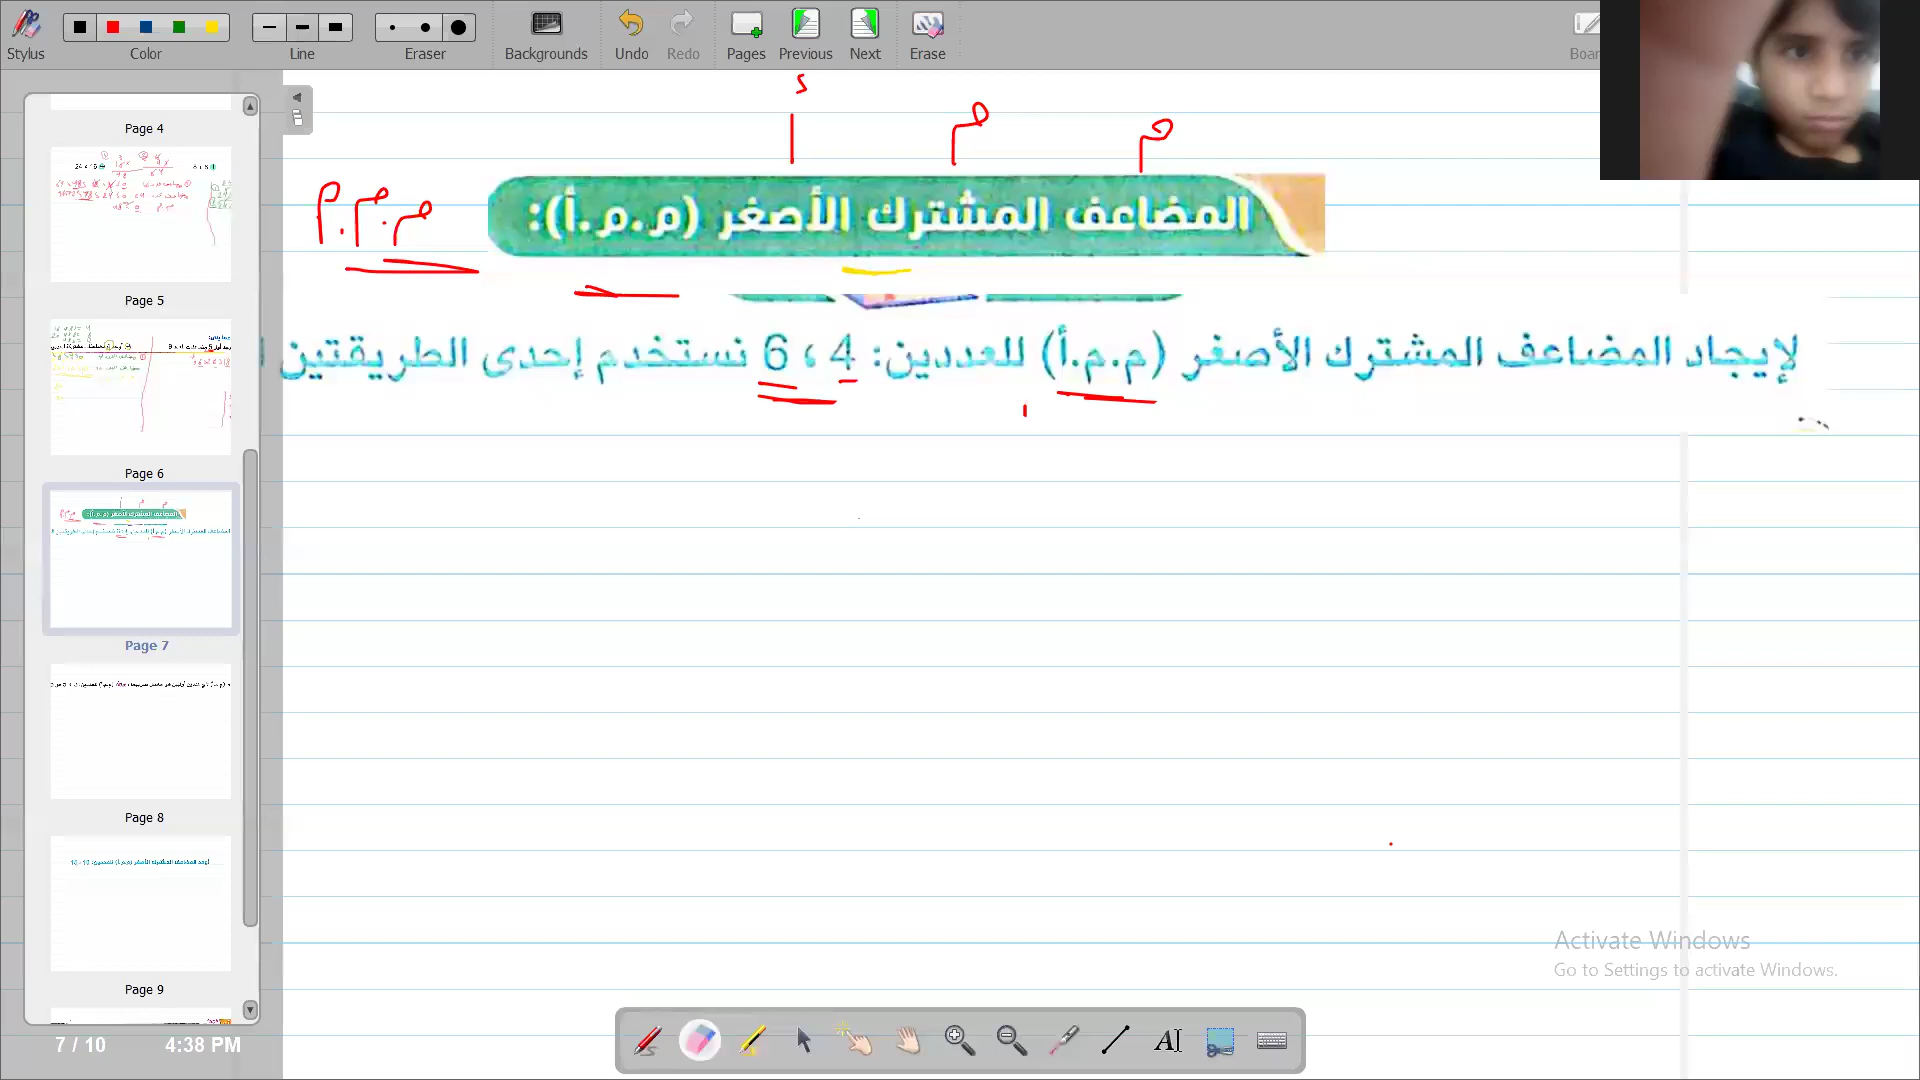 Stylus
Color
Line
Eraser
Backgrounds
Undo
Redo
Pages
Previous
Next
Erase
Boar
Page 4
Page 5
Page 6
Page 7
Page 8
Page 9
م.م.أ
أ
م
م
المضاعف المشترك الأصغر (م.م.أ):
لإيجاد المضاعف المشترك الأصغر (م.م.أ) للعددين: 4 ، 6 نستخدم إحدى الطريقتين ا
Activate Windows
Go to Settings to activate Windows.
7 / 10
4:38 PM